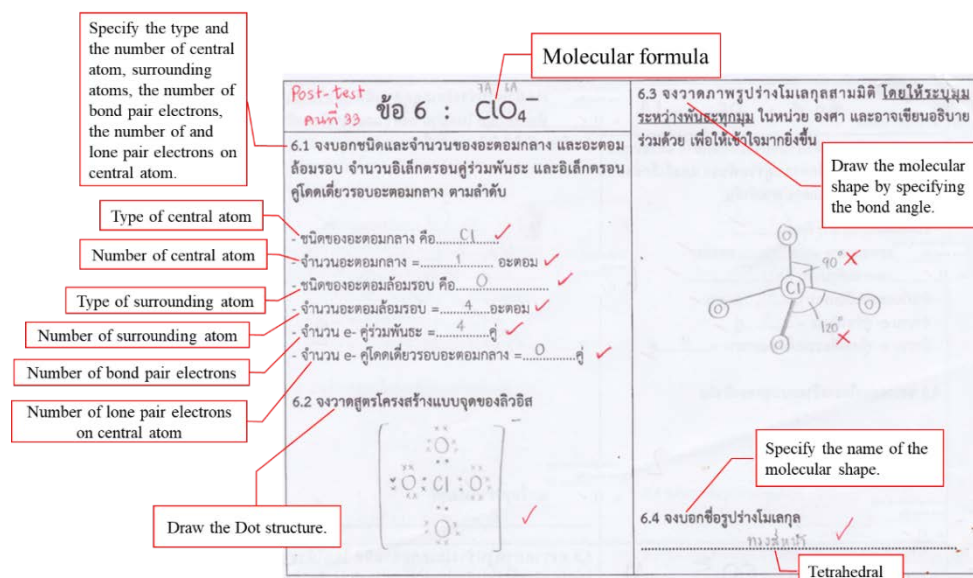 Specify the type and
the number of central
atom, surrounding
atoms, the number of
bond pair electrons,
the number of and
lone pair electrons on
central atom.
Molecular formula
Post-test
คนที่ 33
7A 6A
ข้อ 6 : ClO4⁻
6.1 จงบอกชนิดและจำนวนของอะตอมกลาง และอะตอม
ล้อมรอบ จำนวนอิเล็กตรอนคู่ร่วมพันธะ และอิเล็กตรอน
คู่โดดเดี่ยวรอบอะตอมกลาง ตามลำดับ
Type of central atom
- ชนิดของอะตอมกลาง คือ.....Cl.....
Number of central atom
- จำนวนอะตอมกลาง =.....1.....อะตอม
Type of surrounding atom
- ชนิดของอะตอมล้อมรอบ คือ.....O.....
Number of surrounding atom
- จำนวนอะตอมล้อมรอบ =.....4.....อะตอม
Number of bond pair electrons
- จำนวน e- คู่ร่วมพันธะ =.....4.....คู่
Number of lone pair electrons
on central atom
- จำนวน e- คู่โดดเดี่ยวรอบอะตอมกลาง =.....0.....คู่
6.2 จงวาดสูตรโครงสร้างแบบจุดของลิวอิส
O
O Cl O
O
–
Draw the Dot structure.
6.3 จงวาดภาพรูปร่างโมเลกุลสามมิติ โดยให้ระบุมุม
ระหว่างพันธะทุกมุม ในหน่วย องศา และอาจเขียนอธิบาย
ร่วมด้วย เพื่อให้เข้าใจมากยิ่งขึ้น
Draw the molecular
shape by specifying
the bond angle.
O
90°
Cl
O O
120°
O
Specify the name of the
molecular shape.
6.4 จงบอกชื่อรูปร่างโมเลกุล
ทรงสี่หน้า
Tetrahedral